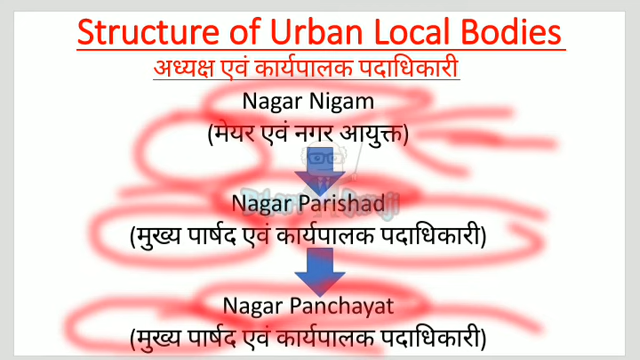 Structure of Urban Local Bodies
अध्यक्ष एवं कार्यपालक पदाधिकारी
Nagar Nigam
(मेयर एवं नगर आयुक्त)
Nagar Parishad
(मुख्य पार्षद एवं कार्यपालक पदाधिकारी)
Nagar Panchayat
(मुख्य पार्षद एवं कार्यपालक पदाधिकारी)